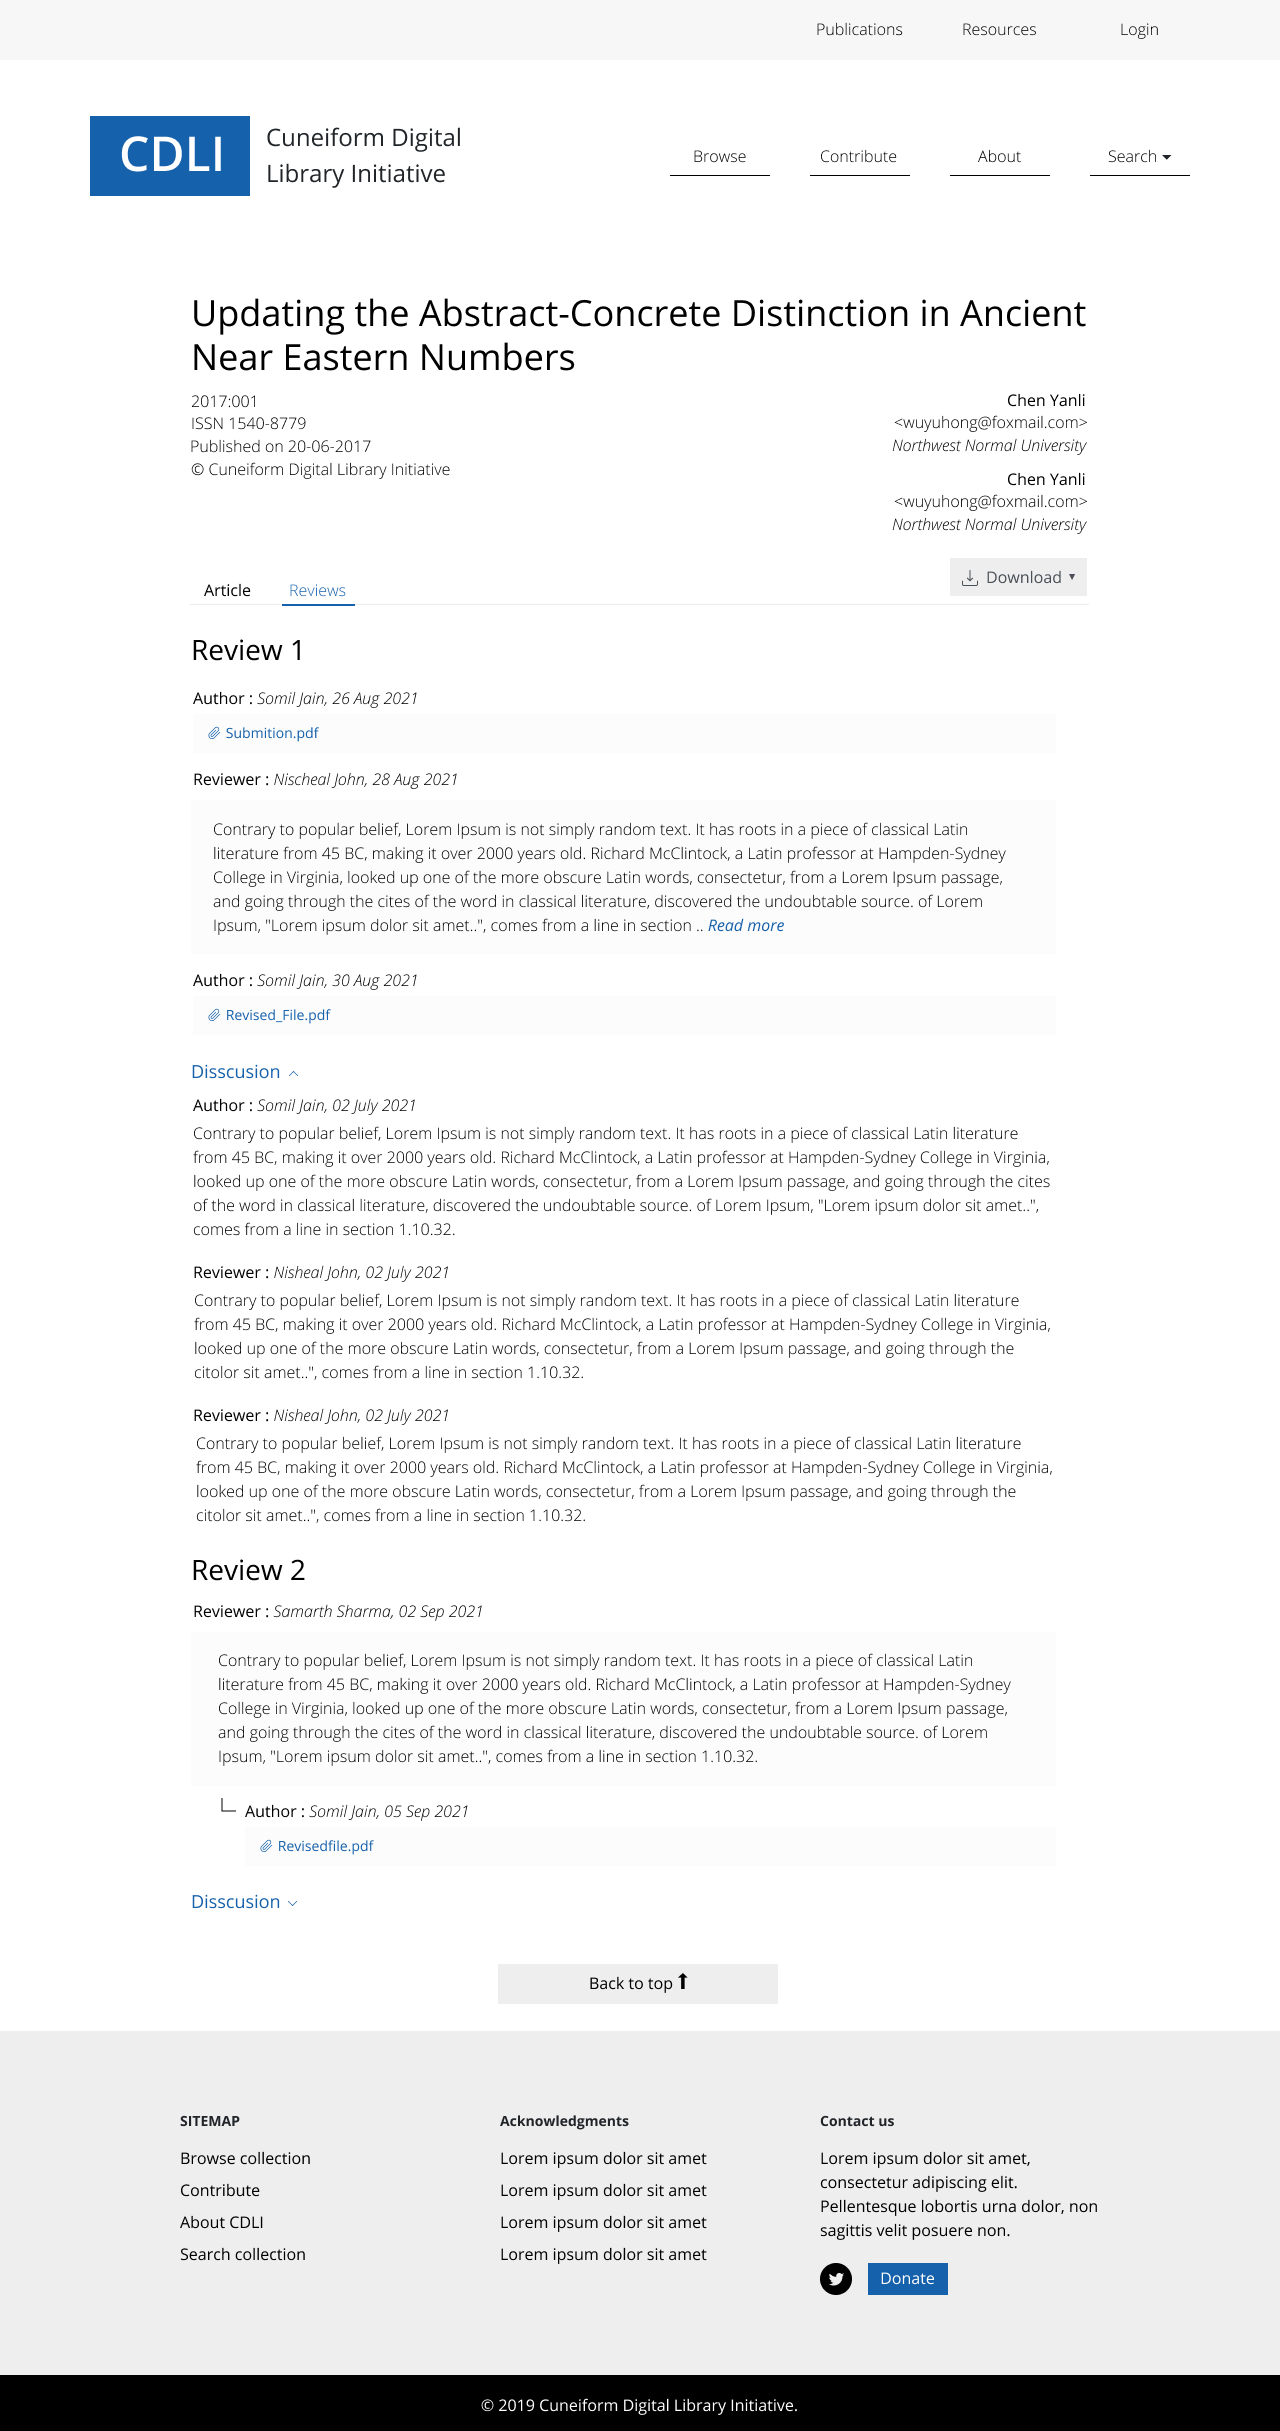 Publications Resources Login
CDLI
Cuneiform Digital
Library Initiative
Browse Contribute About Search
Updating the Abstract-Concrete Distinction in Ancient
Near Eastern Numbers
2017:001
ISSN 1540-8779
Published on 20-06-2017
© Cuneiform Digital Library Initiative
Chen Yanli
<wuyuhong@foxmail.com>
Northwest Normal University
Chen Yanli
<wuyuhong@foxmail.com>
Northwest Normal University
Article Reviews
Download
Review 1
Author : Somil Jain, 26 Aug 2021
Submition.pdf
Reviewer : Nischeal John, 28 Aug 2021
Contrary to popular belief, Lorem Ipsum is not simply random text. It has roots in a piece of classical Latin
literature from 45 BC, making it over 2000 years old. Richard McClintock, a Latin professor at Hampden-Sydney
College in Virginia, looked up one of the more obscure Latin words, consectetur, from a Lorem Ipsum passage,
and going through the cites of the word in classical literature, discovered the undoubtable source. of Lorem
Ipsum, "Lorem ipsum dolor sit amet..", comes from a line in section .. Read more
Author : Somil Jain, 30 Aug 2021
Revised_File.pdf
Disscusion
Author : Somil Jain, 02 July 2021
Contrary to popular belief, Lorem Ipsum is not simply random text. It has roots in a piece of classical Latin literature
from 45 BC, making it over 2000 years old. Richard McClintock, a Latin professor at Hampden-Sydney College in Virginia,
looked up one of the more obscure Latin words, consectetur, from a Lorem Ipsum passage, and going through the cites
of the word in classical literature, discovered the undoubtable source. of Lorem Ipsum, "Lorem ipsum dolor sit amet..",
comes from a line in section 1.10.32.
Reviewer : Nisheal John, 02 July 2021
Contrary to popular belief, Lorem Ipsum is not simply random text. It has roots in a piece of classical Latin literature
from 45 BC, making it over 2000 years old. Richard McClintock, a Latin professor at Hampden-Sydney College in Virginia,
looked up one of the more obscure Latin words, consectetur, from a Lorem Ipsum passage, and going through the
citolor sit amet..", comes from a line in section 1.10.32.
Reviewer : Nisheal John, 02 July 2021
Contrary to popular belief, Lorem Ipsum is not simply random text. It has roots in a piece of classical Latin literature
from 45 BC, making it over 2000 years old. Richard McClintock, a Latin professor at Hampden-Sydney College in Virginia,
looked up one of the more obscure Latin words, consectetur, from a Lorem Ipsum passage, and going through the
citolor sit amet..", comes from a line in section 1.10.32.
Review 2
Reviewer : Samarth Sharma, 02 Sep 2021
Contrary to popular belief, Lorem Ipsum is not simply random text. It has roots in a piece of classical Latin
literature from 45 BC, making it over 2000 years old. Richard McClintock, a Latin professor at Hampden-Sydney
College in Virginia, looked up one of the more obscure Latin words, consectetur, from a Lorem Ipsum passage,
and going through the cites of the word in classical literature, discovered the undoubtable source. of Lorem
Ipsum, "Lorem ipsum dolor sit amet..", comes from a line in section 1.10.32.
Author : Somil Jain, 05 Sep 2021
Revisedfile.pdf
Disscusion
Back to top
SITEMAP
Browse collection
Contribute
About CDLI
Search collection
Acknowledgments
Lorem ipsum dolor sit amet
Lorem ipsum dolor sit amet
Lorem ipsum dolor sit amet
Lorem ipsum dolor sit amet
Contact us
Lorem ipsum dolor sit amet,
consectetur adipiscing elit.
Pellentesque lobortis urna dolor, non
sagittis velit posuere non.
Donate
© 2019 Cuneiform Digital Library Initiative.